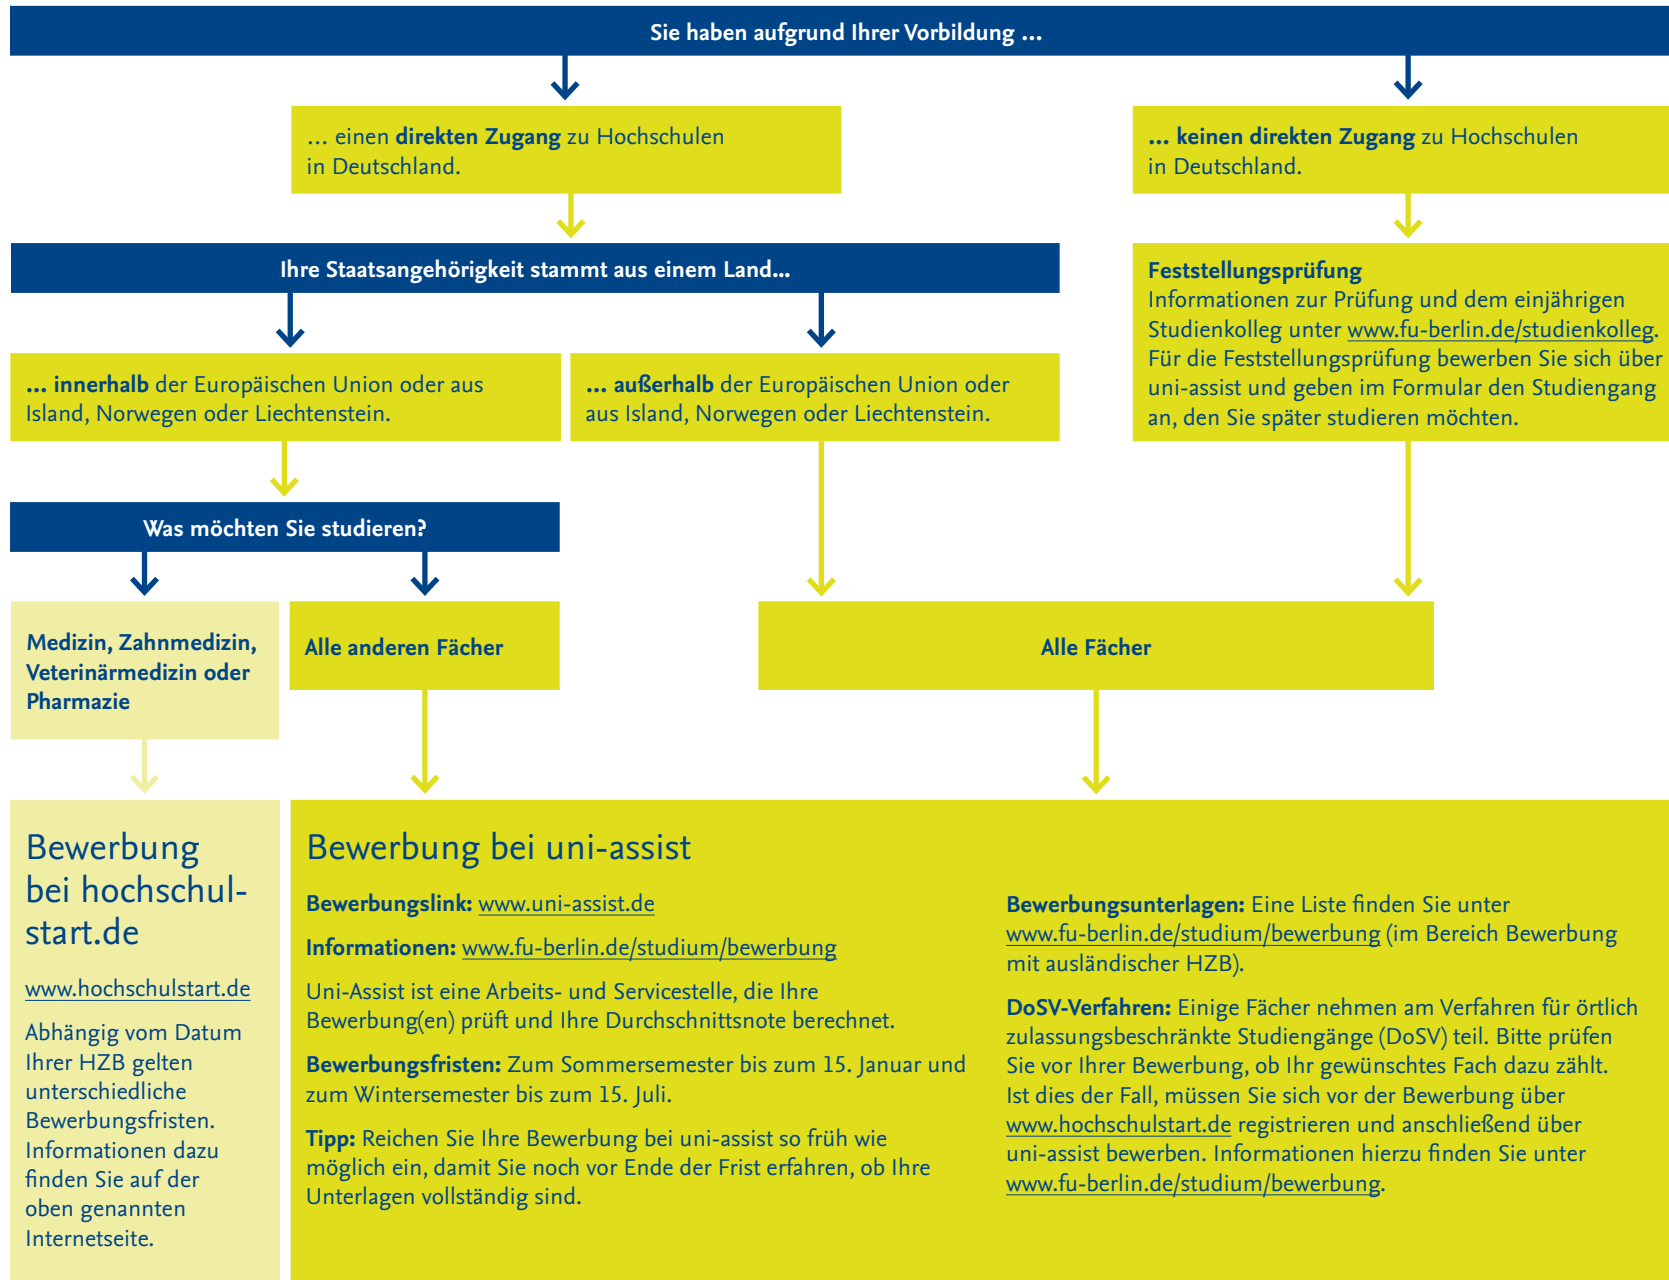 Sie haben aufgrund Ihrer Vorbildung …
… einen direkten Zugang zu Hochschulen
in Deutschland.
… keinen direkten Zugang zu Hochschulen
in Deutschland.
Ihre Staatsangehörigkeit stammt aus einem Land...
… innerhalb der Europäischen Union oder aus
Island, Norwegen oder Liechtenstein.
… außerhalb der Europäischen Union oder
aus Island, Norwegen oder Liechtenstein.
Feststellungsprüfung
Informationen zur Prüfung und dem einjährigen
Studienkolleg unter www.fu-berlin.de/studienkolleg.
Für die Feststellungsprüfung bewerben Sie sich über
uni-assist und geben im Formular den Studiengang
an, den Sie später studieren möchten.
Was möchten Sie studieren?
Medizin, Zahnmedizin,
Veterinärmedizin oder
Pharmazie
Alle anderen Fächer
Alle Fächer
Bewerbung
bei hochschul-
start.de
www.hochschulstart.de
Abhängig vom Datum
Ihrer HZB gelten
unterschiedliche
Bewerbungsfristen.
Informationen dazu
finden Sie auf der
oben genannten
Internetseite.
Bewerbung bei uni-assist
Bewerbungslink: www.uni-assist.de
Informationen: www.fu-berlin.de/studium/bewerbung
Uni-Assist ist eine Arbeits- und Servicestelle, die Ihre
Bewerbung(en) prüft und Ihre Durchschnittsnote berechnet.
Bewerbungsfristen: Zum Sommersemester bis zum 15. Januar und
zum Wintersemester bis zum 15. Juli.
Tipp: Reichen Sie Ihre Bewerbung bei uni-assist so früh wie
möglich ein, damit Sie noch vor Ende der Frist erfahren, ob Ihre
Unterlagen vollständig sind.
Bewerbungsunterlagen: Eine Liste finden Sie unter
www.fu-berlin.de/studium/bewerbung (im Bereich Bewerbung
mit ausländischer HZB).
DoSV-Verfahren: Einige Fächer nehmen am Verfahren für örtlich
zulassungsbeschränkte Studiengänge (DoSV) teil. Bitte prüfen
Sie vor Ihrer Bewerbung, ob Ihr gewünschtes Fach dazu zählt.
Ist dies der Fall, müssen Sie sich vor der Bewerbung über
www.hochschulstart.de registrieren und anschließend über
uni-assist bewerben. Informationen hierzu finden Sie unter
www.fu-berlin.de/studium/bewerbung.